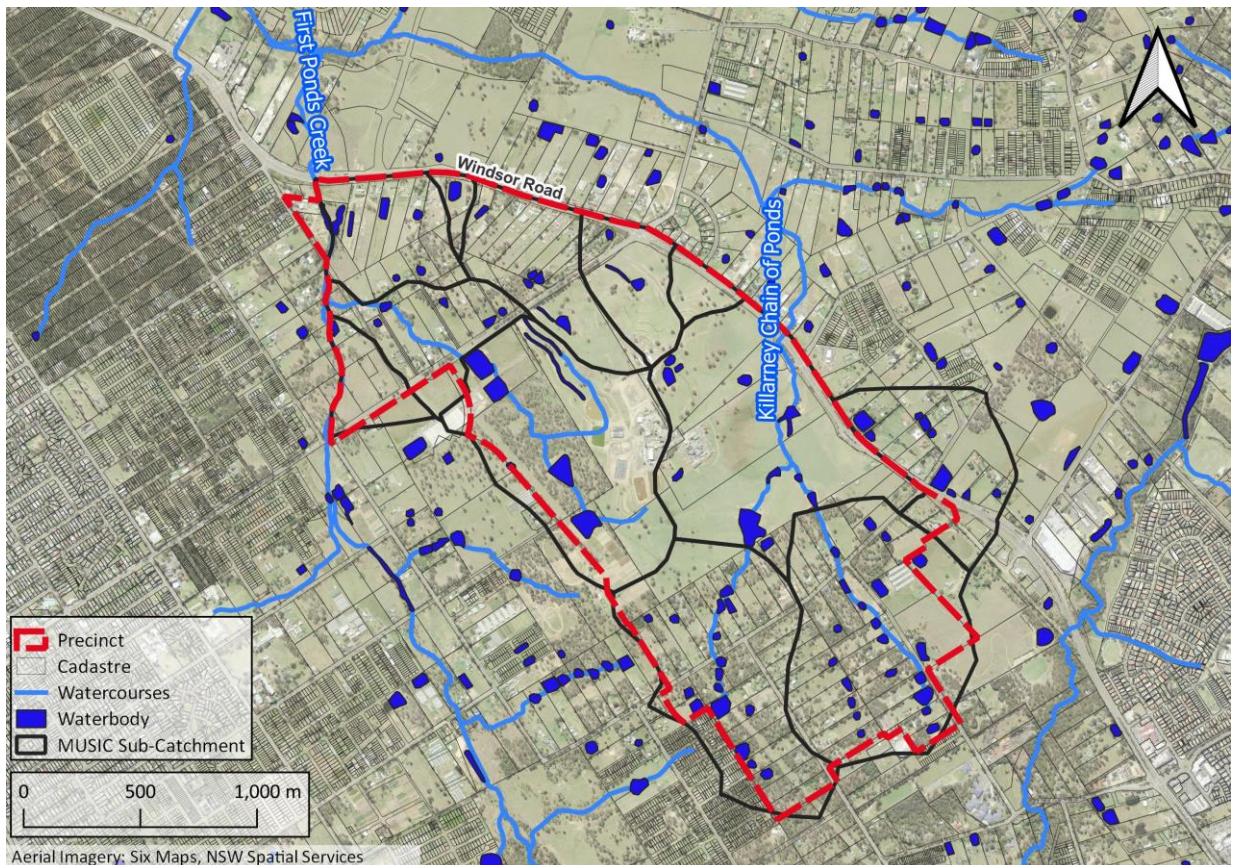 First Ponds Creek
Windsor Road
Killarney Chain of Ponds
Precinct
Cadastre
Watercourses
Waterbody
MUSIC Sub-Catchment
0 500 1,000 m
Aerial Imagery: Six Maps, NSW Spatial Services